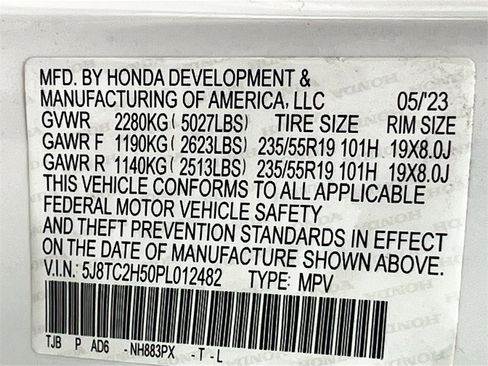 MFD. BY HONDA DEVELOPMENT &
MANUFACTURING OF AMERICA, LLC 05/'23
GVWR 2280KG ( 5027LBS) TIRE SIZE RIM SIZE
GAWR F 1190KG ( 2623LBS) 235/55R19 101H 19X8.0J
GAWR R 1140KG ( 2513LBS) 235/55R19 101H 19X8.0J
THIS VEHICLE CONFORMS TO ALL APPLICABLE
FEDERAL MOTOR VEHICLE SAFETY
AND THEFT PREVENTION STANDARDS IN EFFECT
ON THE DATE OF MANUFACTURE SHOWN ABOVE.
V.I.N.: 5J8TC2H50PL012482 TYPE: MPV
TJB P AD6 -NH883PX -T-L